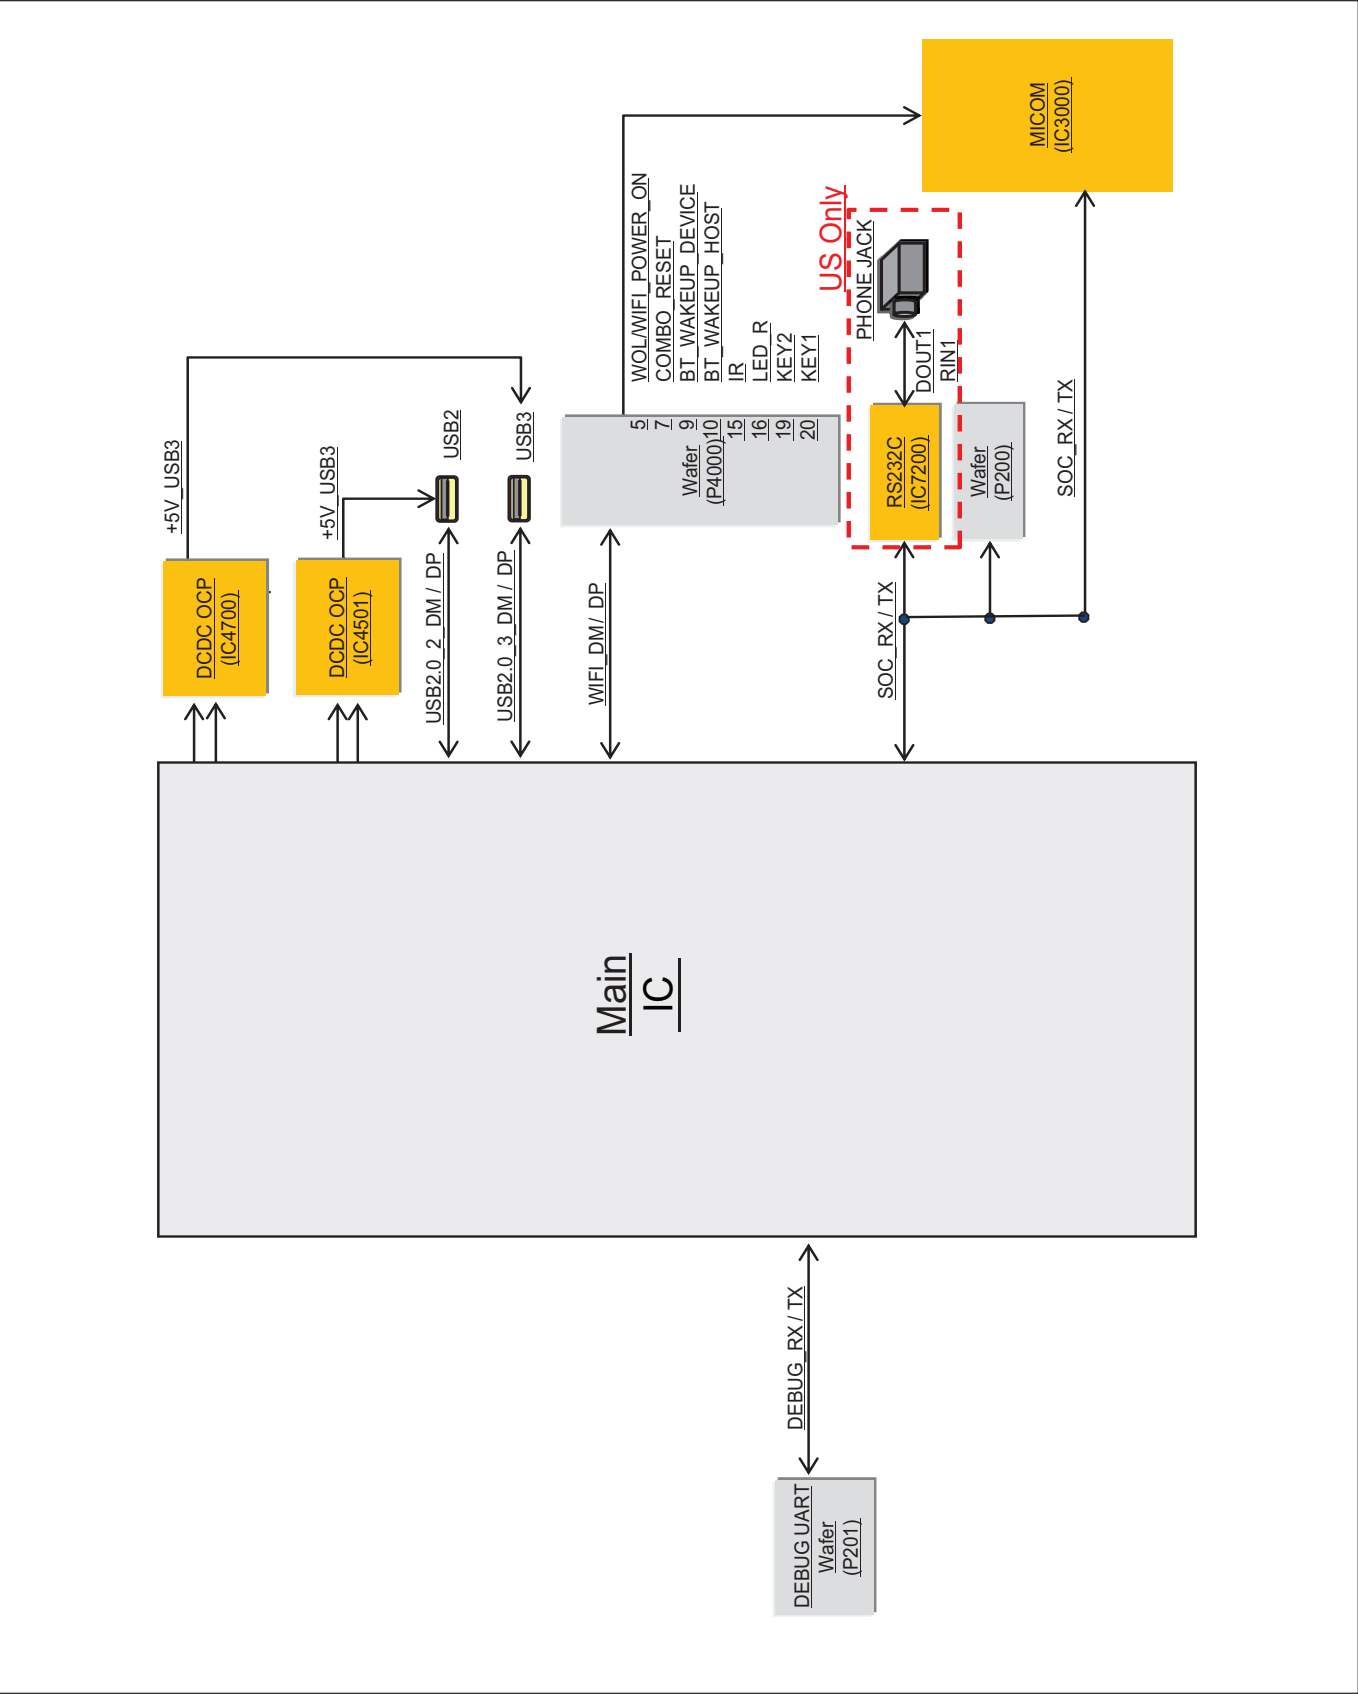 +5V_USB3
DCDC OCP
(IC4700)
+5V_USB3
DCDC OCP
(IC4501)
USB2
USB2.0_2_DM / DP
USB3
USB2.0_3_DM / DP
WIFI_DM / DP
Wafer
(P4000)
5
7
9
10
15
16
19
20
WOL/WIFI_POWER_ON
COMBO_RESET
BT_WAKEUP_DEVICE
BT_WAKEUP_HOST
IR
LED_R
KEY2
KEY1
US Only
PHONE JACK
DOUT1
RIN1
RS232C
(IC7200)
SOC_RX / TX
Wafer
(P200)
SOC_RX / TX
MICOM
(IC3000)
Main
IC
DEBUG_RX / TX
DEBUG UART
Wafer
(P201)